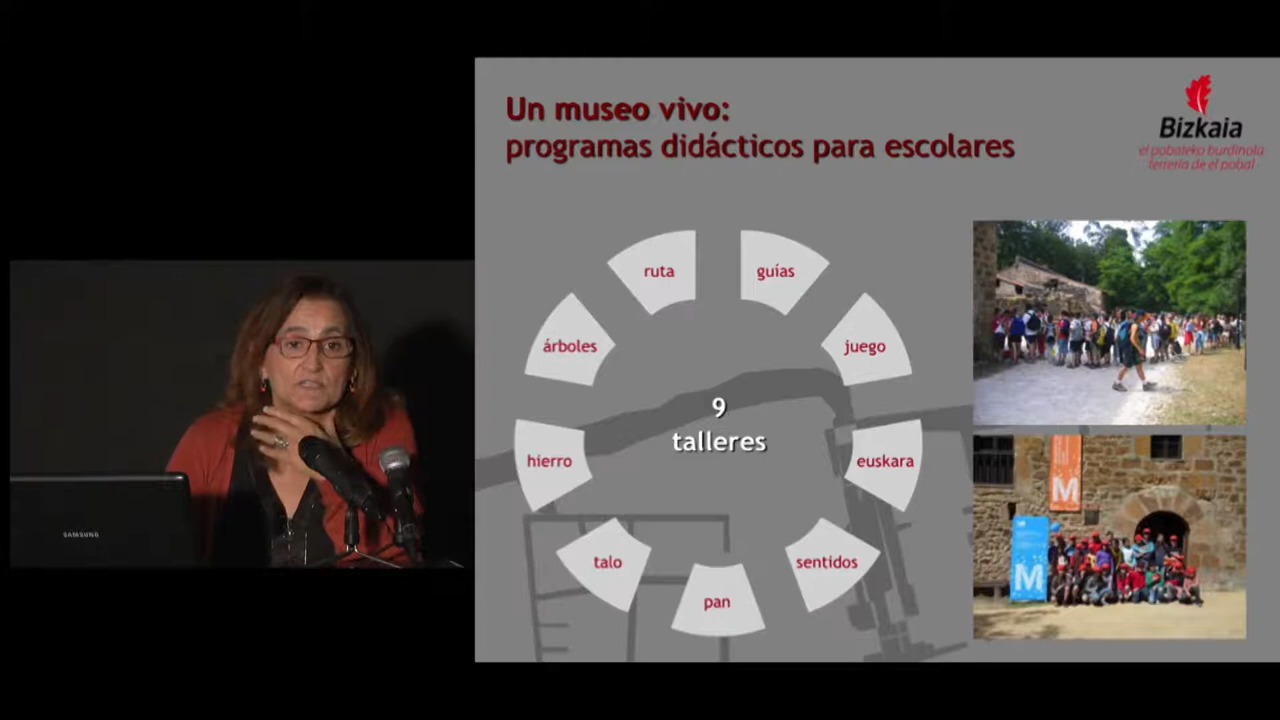 Un museo vivo:
programas didácticos para escolares
Bizkaia
el pobaleko burdinola
ferrería de el pobal
ruta
guías
árboles
juego
9
talleres
hierro
euskara
talo
sentidos
pan
M
M
SAMSUNG